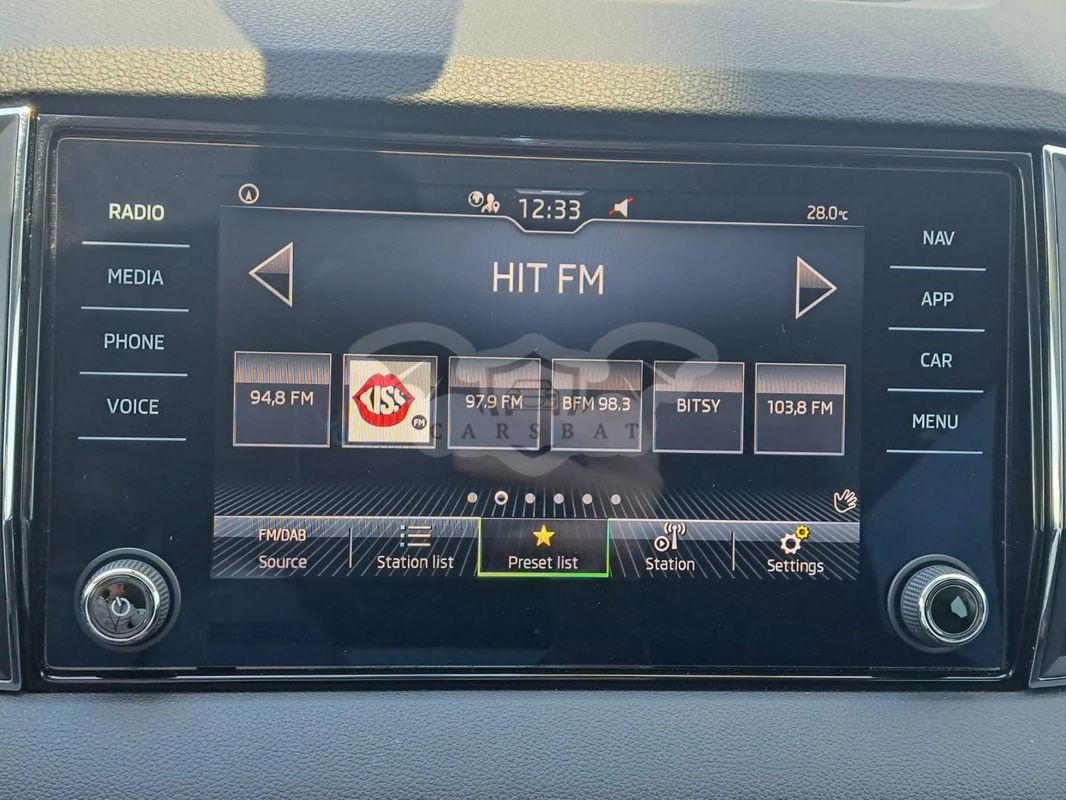 RADIO
MEDIA
PHONE
VOICE
12:33
28.0°C
HIT FM
94,8 FM
KISS
FM
97,9 FM
BFM 98.3
BITSY
103,8 FM
CARSBAT
FM/DAB
Source
Station list
Preset list
Station
Settings
NAV
APP
CAR
MENU